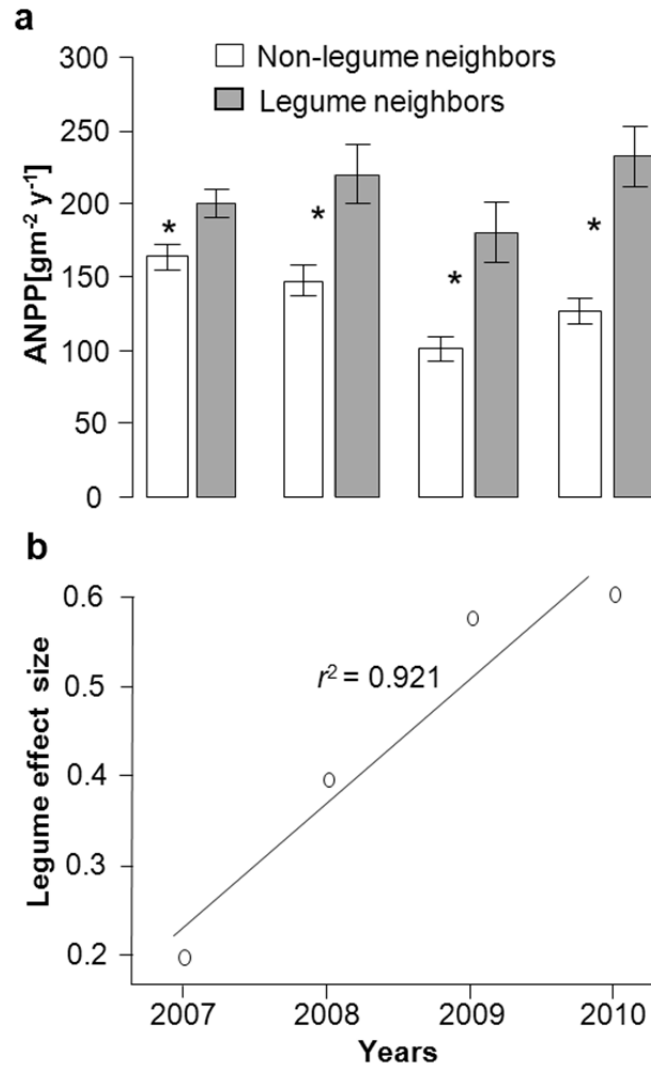 a
Non-legume neighbors
Legume neighbors
ANPP[gm⁻² y⁻¹]
300
250
200
150
100
50
0
*
*
*
*
b
Legume effect size
0.6
0.5
0.4
0.3
0.2
r² = 0.921
2007 2008 2009 2010
Years